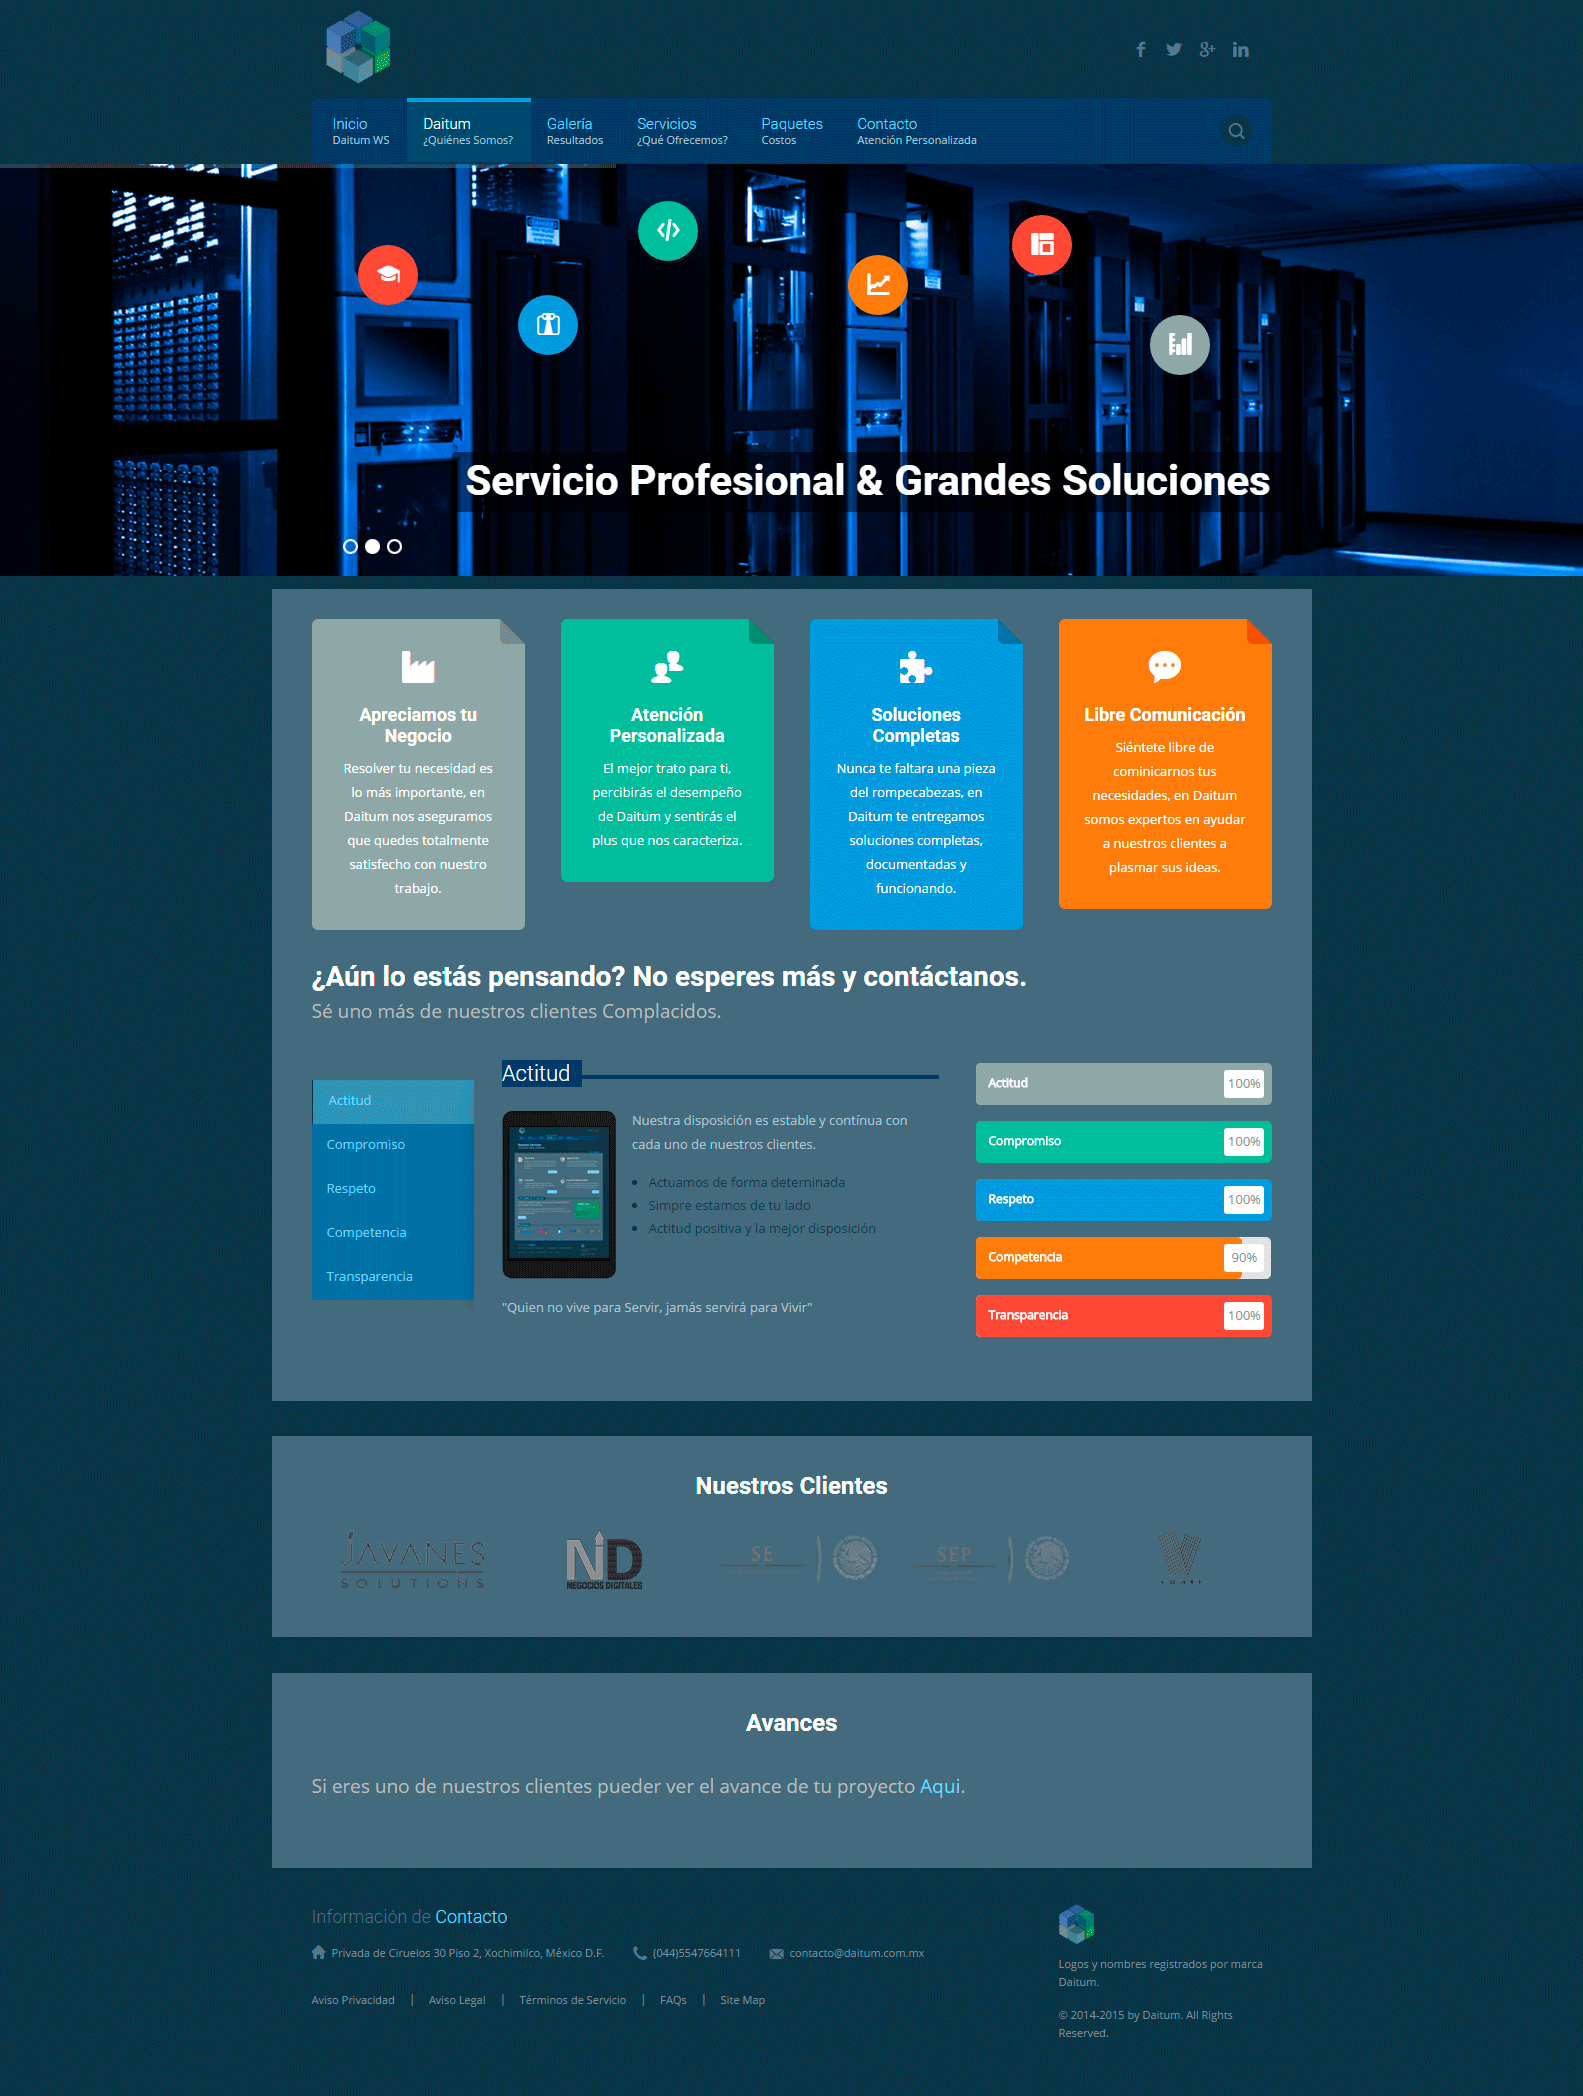 Inicio
Daitum WS
Daitum
¿Quiénes Somos?
Galería
Resultados
Servicios
¿Qué Ofrecemos?
Paquetes
Costos
Contacto
Atención Personalizada
Servicio Profesional & Grandes Soluciones
Apreciamos tu
Negocio
Resolver tu necesidad es
lo más importante, en
Daitum nos aseguramos
que quedes totalmente
satisfecho con nuestro
trabajo.
Atención
Personalizada
El mejor trato para ti,
percibirás el desempeño
de Daitum y sentirás el
plus que nos caracteriza.
Soluciones
Completas
Nunca te faltara una pieza
del rompecabezas, en
Daitum te entregamos
soluciones completas,
documentadas y
funcionando.
Libre Comunicación
Siéntete libre de
cominicarnos tus
necesidades, en Daitum
somos expertos en ayudar
a nuestros clientes a
plasmar sus ideas.
¿Aún lo estás pensando? No esperes más y contáctanos.
Sé uno más de nuestros clientes Complacidos.
Actitud
Compromiso
Respeto
Competencia
Transparencia
Actitud
Nuestra disposición es estable y contínua con
cada uno de nuestros clientes.
Actuamos de forma deterninada
Simpre estamos de tu lado
Actitud positiva y la mejor disposición
"Quien no vive para Servir, jamás servirá para Vivir"
Actitud 100%
Compromiso 100%
Respeto 100%
Competencia 90%
Transparencia 100%
Nuestros Clientes
JAVANES
SOLUTIONS
ND
NEGOCIOS DIGITALES
SE
SEP
Avances
Si eres uno de nuestros clientes pueder ver el avance de tu proyecto Aqui.
Información de Contacto
Privada de Ciruelos 30 Piso 2, Xochimilco, México D.F. (044)5547664111 contacto@daitum.com.mx
Aviso Privacidad | Aviso Legal | Términos de Servicio | FAQs | Site Map
Logos y nombres registrados por marca
Daitum.
© 2014-2015 by Daitum. All Rights
Reserved.